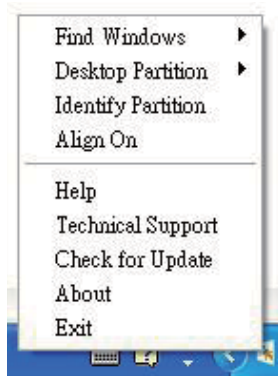 Find Windows
Desktop Partition
Identify Partition
Align On
Help
Technical Support
Check for Update
About
Exit